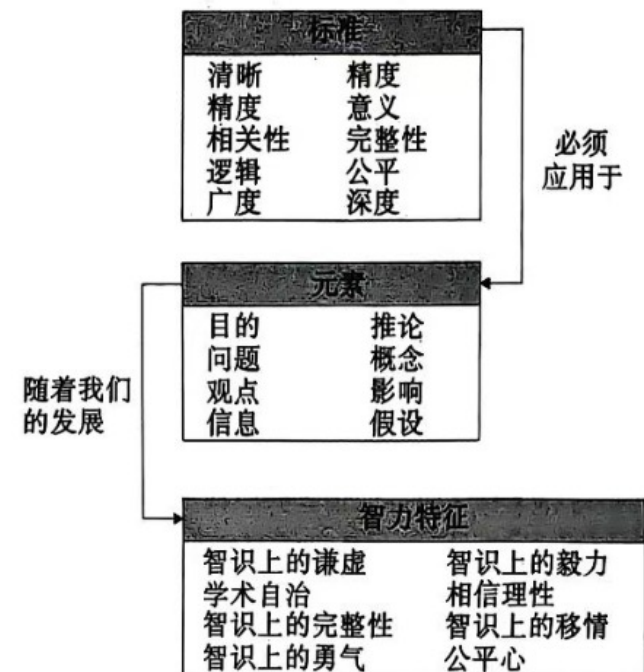 标准
清晰 精度
精度 意义
相关性 完整性
逻辑 公平
广度 深度
必须
应用于
元素
目的 推论
问题 概念
观点 影响
信息 假设
随着我们
的发展
智力特征
智识上的谦虚 智识上的毅力
学术自治 相信理性
智识上的完整性 智识上的移情
智识上的勇气 公平心